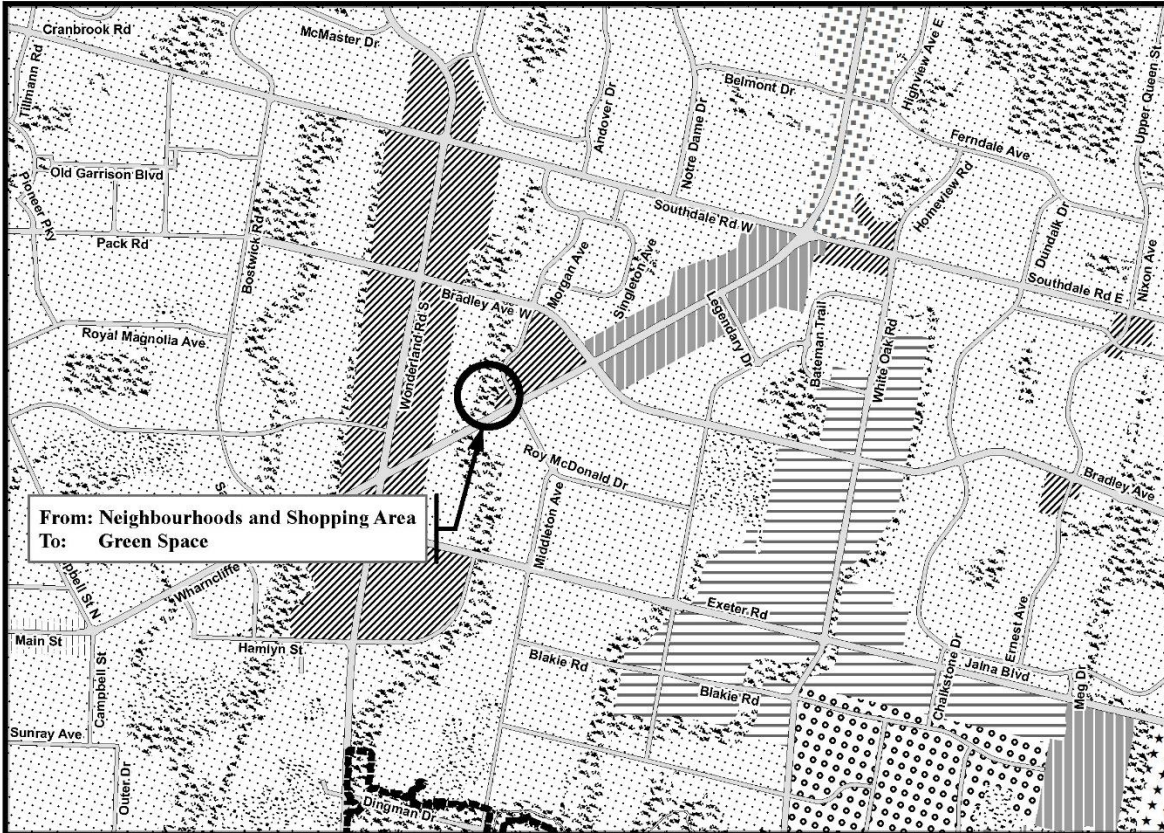 Cranbrook Rd
McMaster Dr
Tillmann Rd
Andover Dr
Notre Dame Dr
Belmont Dr
Highview Ave E
Upper Queen St
Ferndale Ave
Old Garrison Blvd
Pioneer Pky
Homeview Rd
Dundalk Dr
Nixon Ave
Southdale Rd W
Pack Rd
Bostwick Rd
Morgan Ave
Singleton Ave
Southdale Rd E
Bradley Ave W
Legendary Dr
Bateman Trail
Royal Magnolia Ave
Wonderland Rd S
White Oak Rd
Roy McDonald Dr
Bradley Ave
From: Neighbourhoods and Shopping Area
To: Green Space
Middleton Ave
Wharncliffe
Exeter Rd
Main St
Campbell St
Hamlyn St
Blakie Rd
Blakie Rd
Chalkstone Dr
Ernest Ave
Jalna Blvd
Meg Dr
Sunray Ave
Outer Dr
Dingman Dr